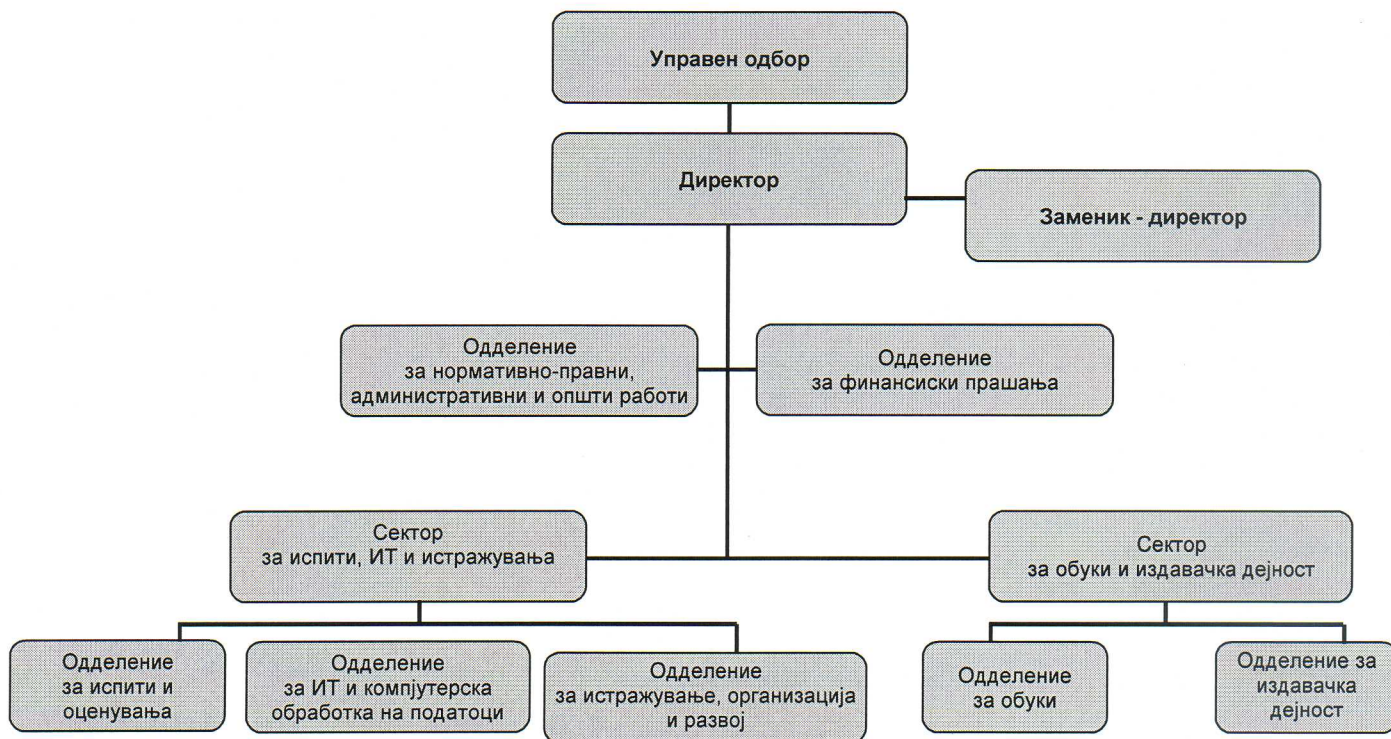 Управен одбор
Директор
Заменик - директор
Одделение
за нормативно-правни,
административни и општи работи
Одделение
за финансиски прашања
Сектор
за испити, ИТ и истражувања
Сектор
за обуки и издавачка дејност
Одделение
за испити и
оценувања
Одделение
за ИТ и компјутерска
обработка на податоци
Одделение
за истражување, организација
и развој
Одделение
за обуки
Одделение за
издавачка
дејност